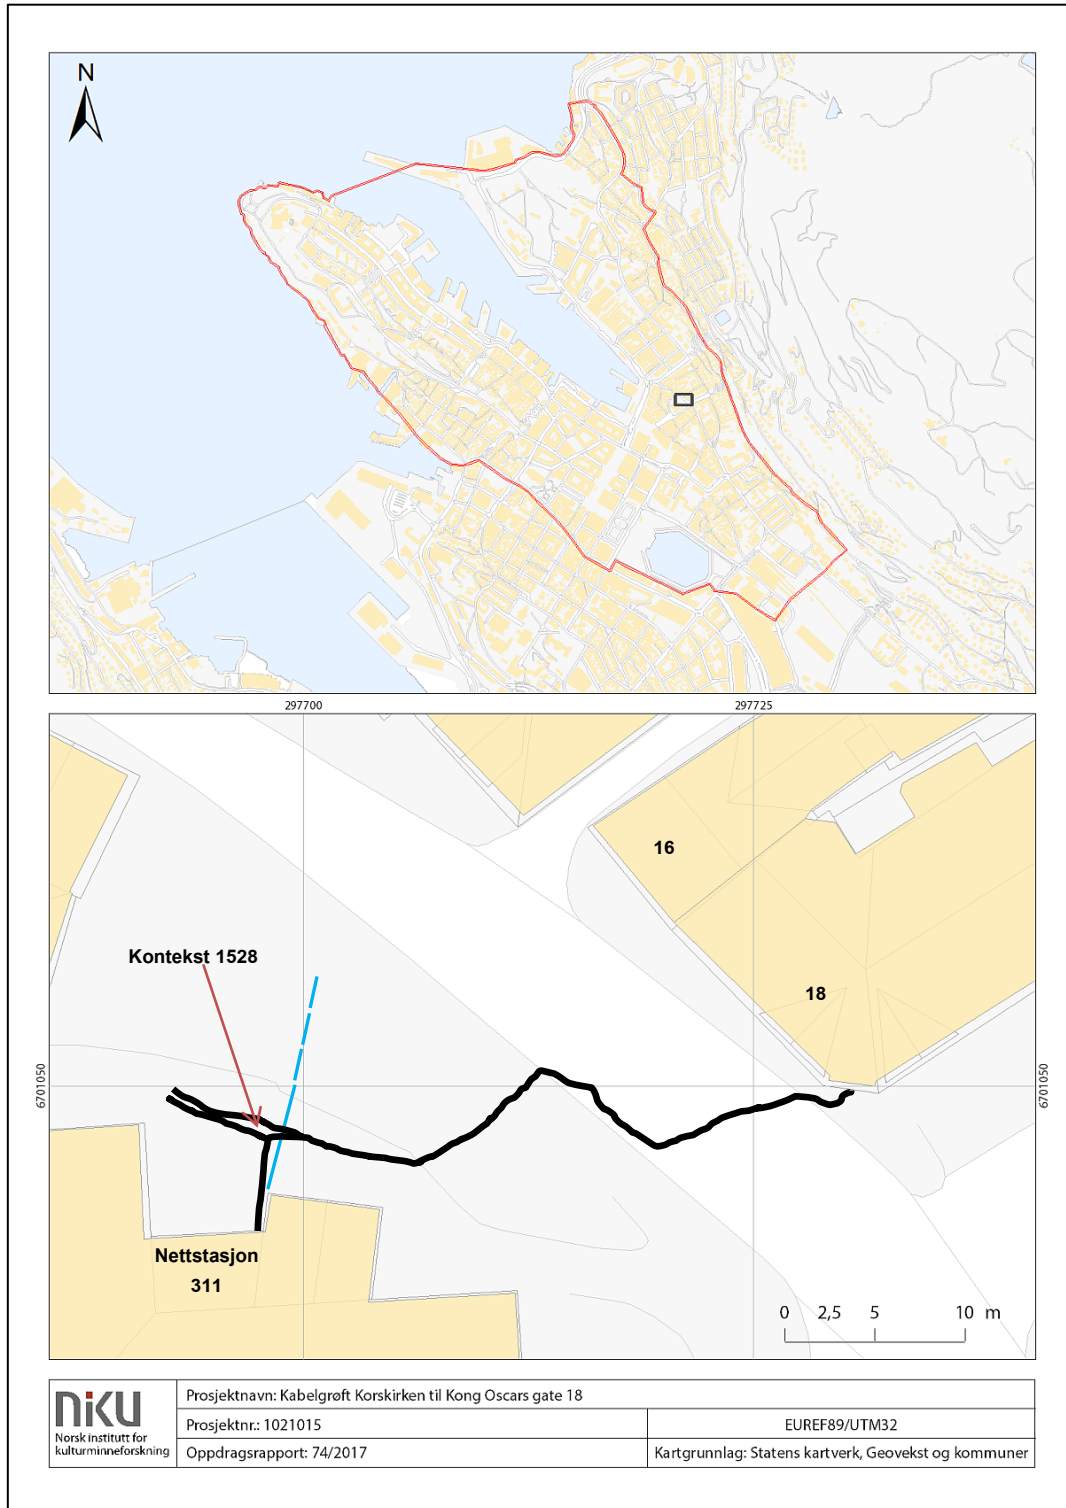 N
297700
297725
16
Kontekst 1528
18
6701050
6701050
Nettstasjon
311
0 2,5 5 10 m
niku
Norsk institutt for
kulturminneforskning
Prosjektnavn: Kabelgrøft Korskirken til Kong Oscars gate 18
Prosjektnr.: 1021015
EUREF89/UTM32
Oppdragsrapport: 74/2017
Kartgrunnlag: Statens kartverk, Geovekst og kommuner